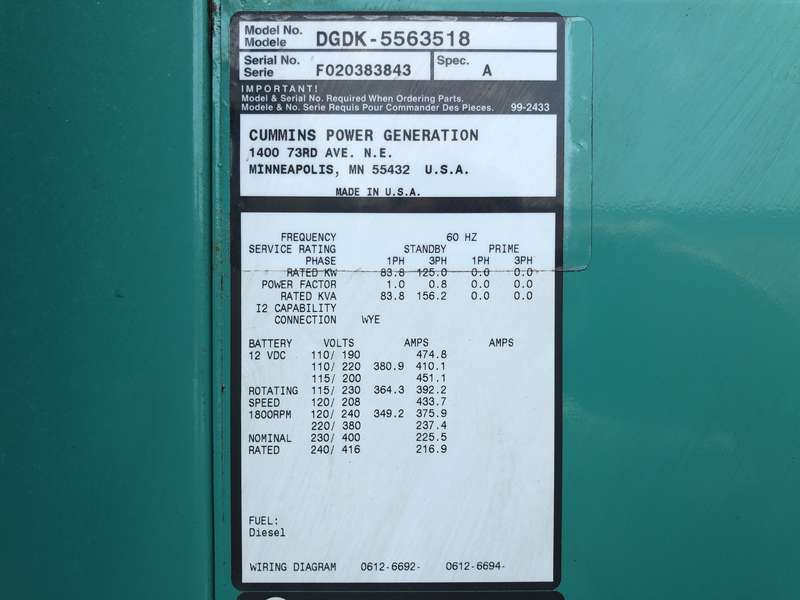 Model No.
Modele DGDK-5563518
Serial No. Spec.
Serie F020383843 A
IMPORTANT!
Model & Serial No. Required When Ordering Parts.
Modele & No. Serie Requis Pour Commander Des Pieces. 99-2433
CUMMINS POWER GENERATION
1400 73RD AVE. N.E.
MINNEAPOLIS, MN 55432 U.S.A.
MADE IN U.S.A.
FREQUENCY 60 HZ
SERVICE RATING STANDBY PRIME
PHASE 1PH 3PH 1PH 3PH
RATED KW 83.8 125.0 0.0 0.0
POWER FACTOR 1.0 0.8 0.0 0.0
RATED KVA 83.8 156.2 0.0 0.0
I2 CAPABILITY
CONNECTION WYE
BATTERY VOLTS AMPS AMPS
12 VDC 110/ 190 474.8
110/ 220 380.9 410.1
115/ 200 451.1
ROTATING 115/ 230 364.3 392.2
SPEED 120/ 208 433.7
1800RPM 120/ 240 349.2 375.9
220/ 380 237.4
NOMINAL 230/ 400 225.5
RATED 240/ 416 216.9
FUEL:
Diesel
WIRING DIAGRAM 0612-6692- 0612-6694-